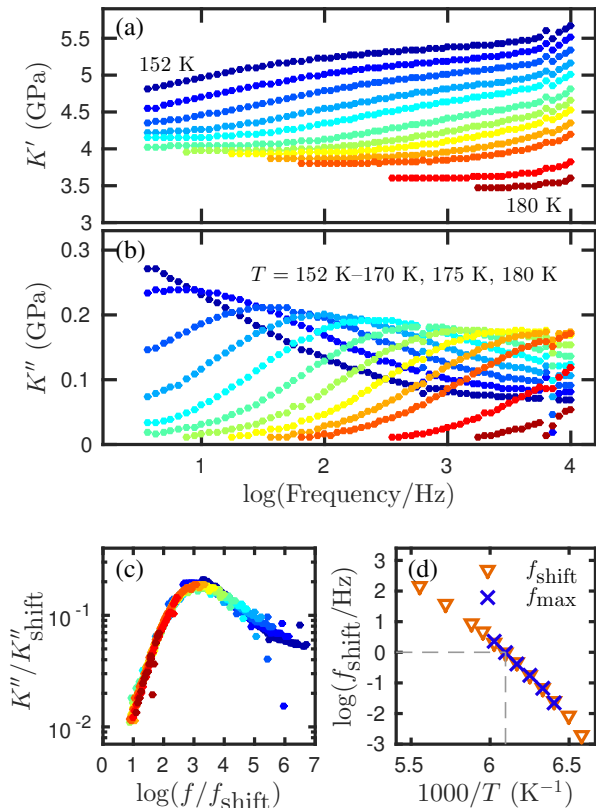 (a)
5.5
5
4.5
4
3.5
3
K′ (GPa)
152 K
180 K
(b)
T = 152 K–170 K, 175 K, 180 K
0.3
0.2
0.1
0
K″ (GPa)
1 2 3 4
log(Frequency/Hz)
(c)
10⁻¹
10⁻²
K″/K″shift
0 1 2 3 4 5 6 7
log(f/fshift)
(d)
fshift
fmax
3
2
1
0
-1
-2
-3
log(fshift/Hz)
5.5 6 6.5
1000/T (K⁻¹)